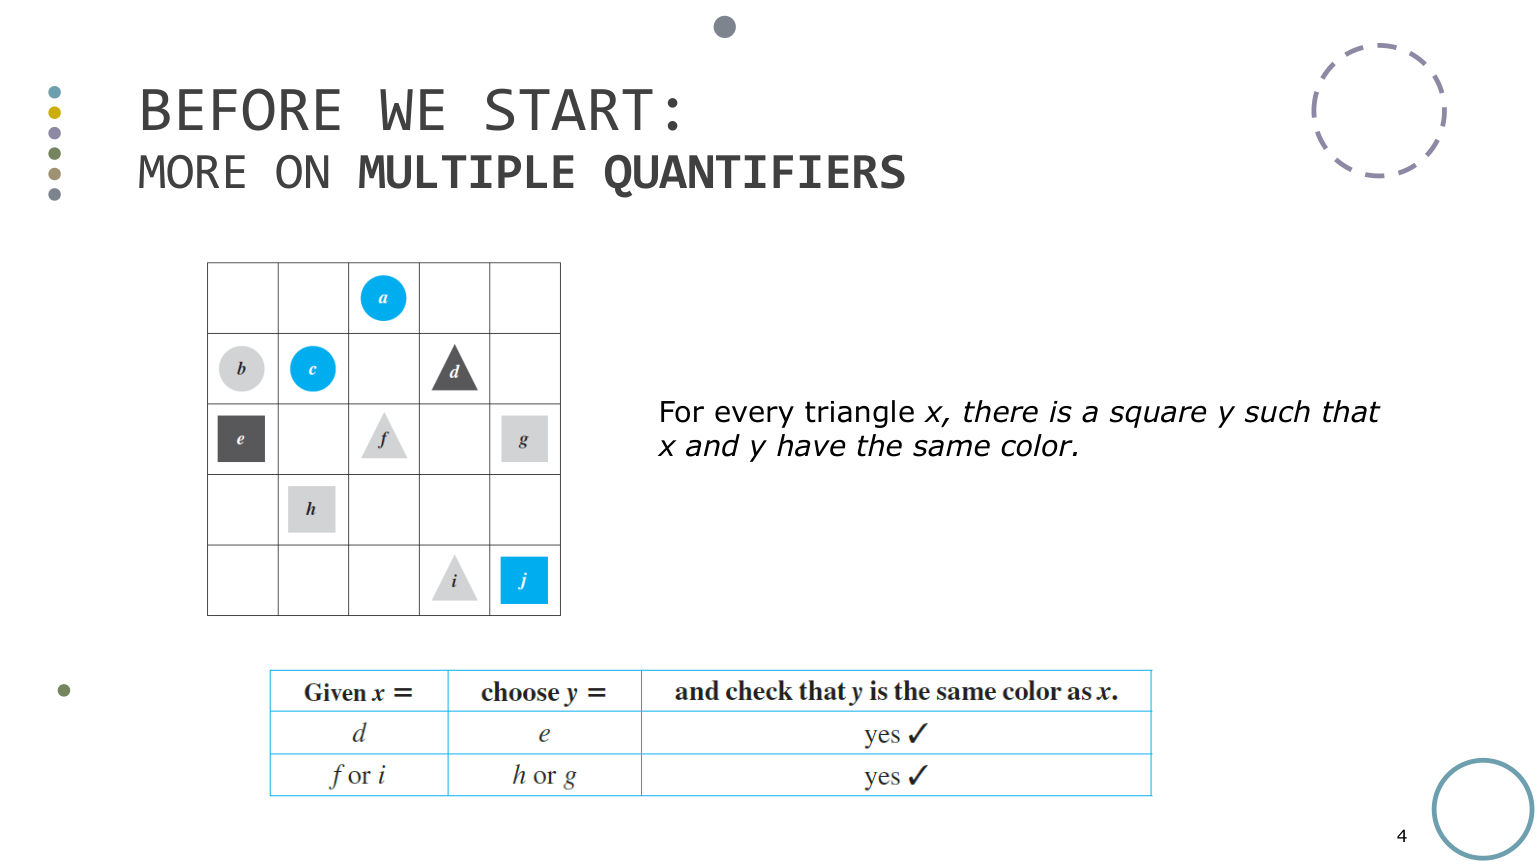 BEFORE WE START:
MORE ON MULTIPLE QUANTIFIERS
a
b c d
e f g
h
i j
For every triangle x, there is a square y such that
x and y have the same color.
Given x = choose y = and check that y is the same color as x.
d e yes ✓
f or i h or g yes ✓
4